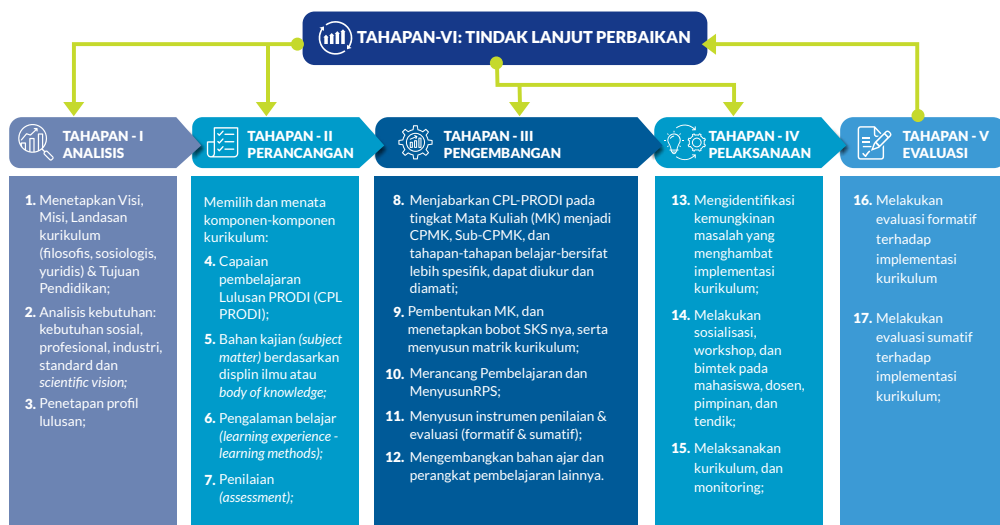 TAHAPAN-VI: TINDAK LANJUT PERBAIKAN
TAHAPAN - I
ANALISIS
1. Menetapkan Visi,
Misi, Landasan
kurikulum
(filosofis, sosiologis,
yuridis) & Tujuan
Pendidikan;
2. Analisis kebutuhan:
kebutuhan sosial,
profesional, industri,
standard dan
scientific vision;
3. Penetapan profil
lulusan;
TAHAPAN - II
PERANCANGAN
Memilih dan menata
komponen-komponen
kurikulum:
4. Capaian
pembelajaran
Lulusan PRODI (CPL
PRODI);
5. Bahan kajian (subject
matter) berdasarkan
displin ilmu atau
body of knowledge;
6. Pengalaman belajar
(learning experience -
learning methods);
7. Penilaian
(assessment);
TAHAPAN - III
PENGEMBANGAN
8. Menjabarkan CPL-PRODI pada
tingkat Mata Kuliah (MK) menjadi
CPMK, Sub-CPMK, dan
tahapan-tahapan belajar-bersifat
lebih spesifik, dapat diukur dan
diamati;
9. Pembentukan MK, dan
menetapkan bobot SKS nya, serta
menyusun matrik kurikulum;
10. Merancang Pembelajaran dan
MenyusunRPS;
11. Menyusun instrumen penilaian &
evaluasi (formatif & sumatif);
12. Mengembangkan bahan ajar dan
perangkat pembelajaran lainnya.
TAHAPAN - IV
PELAKSANAAN
13. Mengidentifikasi
kemungkinan
masalah yang
menghambat
implementasi
kurikulum;
14. Melakukan
sosialisasi,
workshop, dan
bimtek pada
mahasiswa, dosen,
pimpinan, dan
tendik;
15. Melaksanakan
kurikulum, dan
monitoring;
TAHAPAN - V
EVALUASI
16. Melakukan
evaluasi formatif
terhadap
implementasi
kurikulum
17. Melakukan
evaluasi sumatif
terhadap
implementasi
kurikulum;